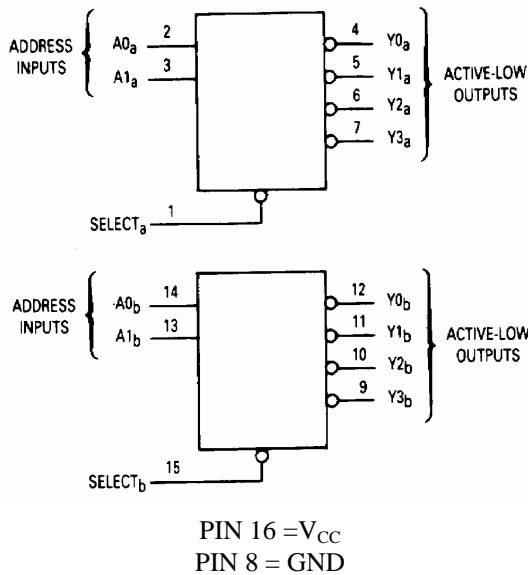 ADDRESS INPUTS
A0a 2
A1a 3
4 Y0a
5 Y1a
6 Y2a
7 Y3a
ACTIVE-LOW OUTPUTS
SELECTa 1
ADDRESS INPUTS
A0b 14
A1b 13
12 Y0b
11 Y1b
10 Y2b
9 Y3b
ACTIVE-LOW OUTPUTS
SELECTb 15
PIN 16 =VCC
PIN 8 = GND